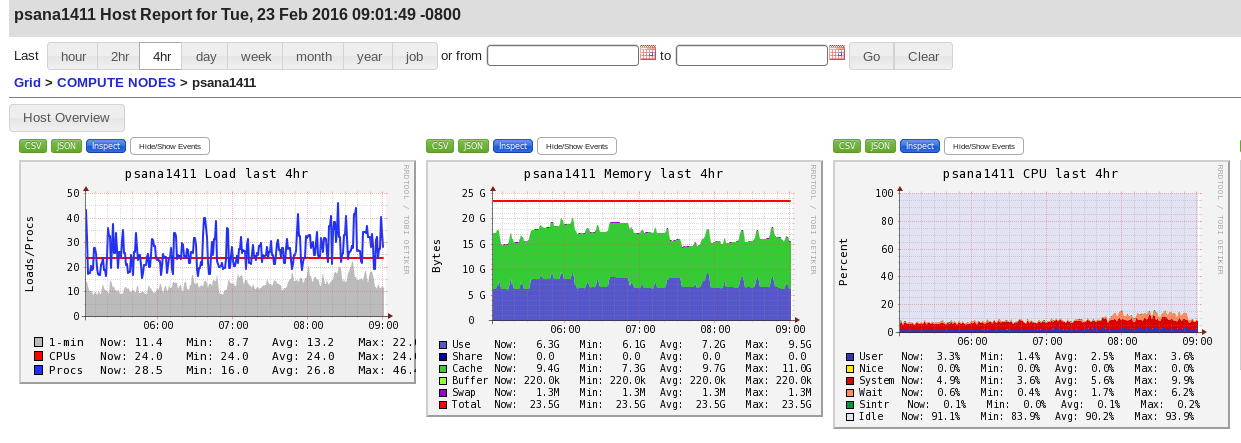 psana1411 Host Report for Tue, 23 Feb 2016 09:01:49 -0800
Last hour 2hr 4hr day week month year job or from to Go Clear
Grid > COMPUTE NODES > psana1411
Host Overview
CSV JSON Inspect Hide/Show Events
psana1411 Load last 4hr
RRDTOOL / TOBI OETIKER
Loads/Procs
50
40
30
20
10
0
06:00 07:00 08:00 09:00
1-min Now: 11.4 Min: 8.7 Avg: 13.2 Max: 22.
CPUs Now: 24.0 Min: 24.0 Avg: 24.0 Max: 24.
Procs Now: 28.5 Min: 16.0 Avg: 26.8 Max: 46.
CSV JSON Inspect Hide/Show Events
psana1411 Memory last 4hr
RRDTOOL / TOBI OETIKER
Bytes
25 G
20 G
15 G
10 G
5 G
0
06:00 07:00 08:00 09:00
Use Now: 6.3G Min: 6.1G Avg: 7.2G Max: 9.5G
Share Now: 0.0 Min: 0.0 Avg: 0.0 Max: 0.0
Cache Now: 9.4G Min: 7.3G Avg: 9.7G Max: 11.0G
Buffer Now: 220.0k Min: 220.0k Avg: 220.0k Max: 220.0k
Swap Now: 1.3M Min: 1.3M Avg: 1.3M Max: 1.3M
Total Now: 23.5G Min: 23.5G Avg: 23.5G Max: 23.5G
CSV JSON Inspect Hide/Show Events
psana1411 CPU last 4hr
RRDTOOL / TOBI OETIKER
Percent
100
80
60
40
20
0
06:00 07:00 08:00 09:00
User Now: 3.3% Min: 1.4% Avg: 2.5% Max: 3.6%
Nice Now: 0.0% Min: 0.0% Avg: 0.0% Max: 0.0%
System Now: 4.9% Min: 3.6% Avg: 5.6% Max: 9.9%
Wait Now: 0.6% Min: 0.4% Avg: 1.7% Max: 6.2%
Sintr Now: 0.1% Min: 0.0% Avg: 0.1% Max: 0.2%
Idle Now: 91.1% Min: 83.9% Avg: 90.2% Max: 93.9%